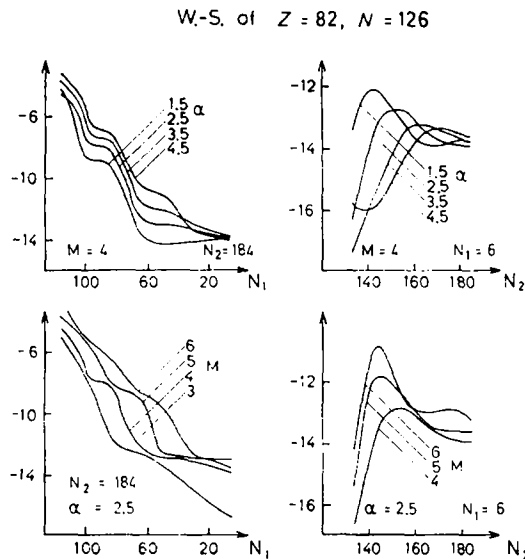 W.-S. of Z = 82, N = 126
-6
-10
-14
1.5 α
2.5
3.5
4.5
M = 4 N₂=184
100 60 20 N₁
-12
-14
-16
1.5 α
2.5
3.5
4.5
M = 4 N₁=6
140 160 180 N₂
-6
-10
-14
6
5 M
4
3
N₂ = 184
α = 2.5
100 60 20 N₁
-12
-14
-16
6
5 M
4
α = 2.5 N₁=6
140 160 180